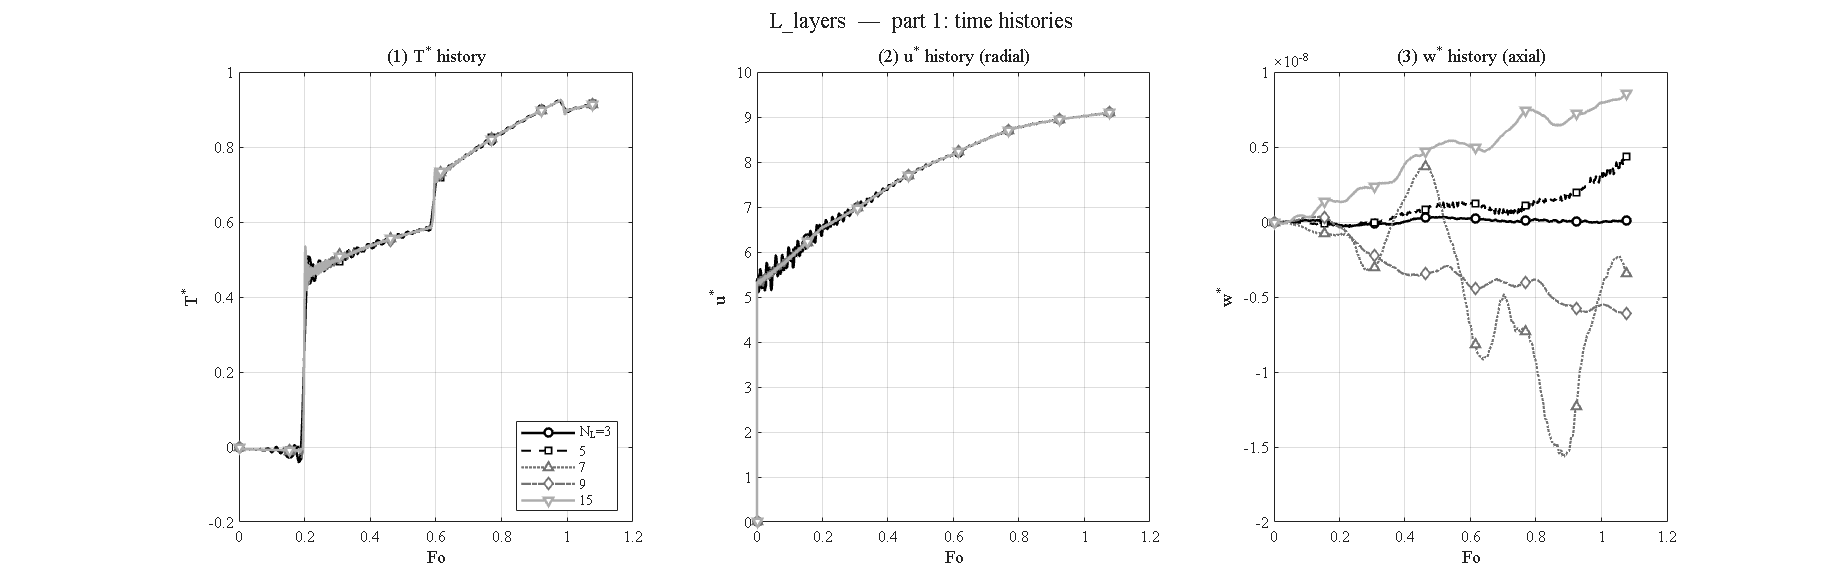 L_layers — part 1: time histories
(1) T* history
1
0.8
0.6
0.4
0.2
0
-0.2
T*
0 0.2 0.4 0.6 0.8 1 1.2
Fo
N_L=3
5
7
9
15
(2) u* history (radial)
10
9
8
7
6
5
4
3
2
1
0
u*
0 0.2 0.4 0.6 0.8 1 1.2
Fo
(3) w* history (axial)
×10^-8
1
0.5
0
-0.5
-1
-1.5
-2
w*
0 0.2 0.4 0.6 0.8 1 1.2
Fo